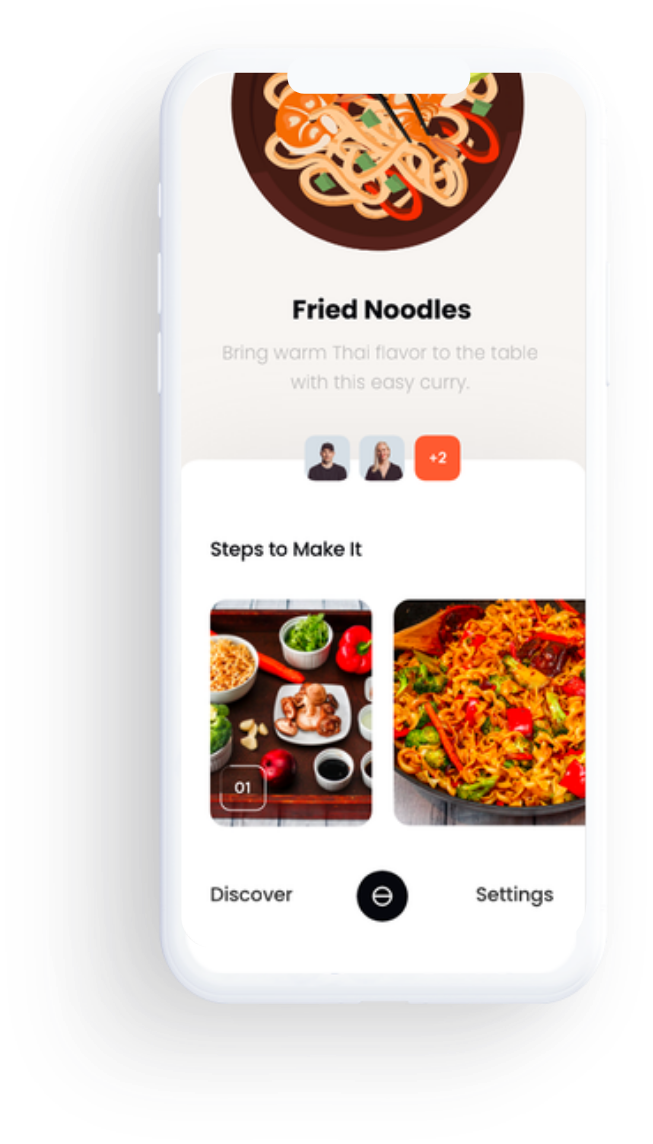 Fried Noodles
Bring warm Thai flavor to the table
with this easy curry.
+2
Steps to Make It
01
Discover
Settings